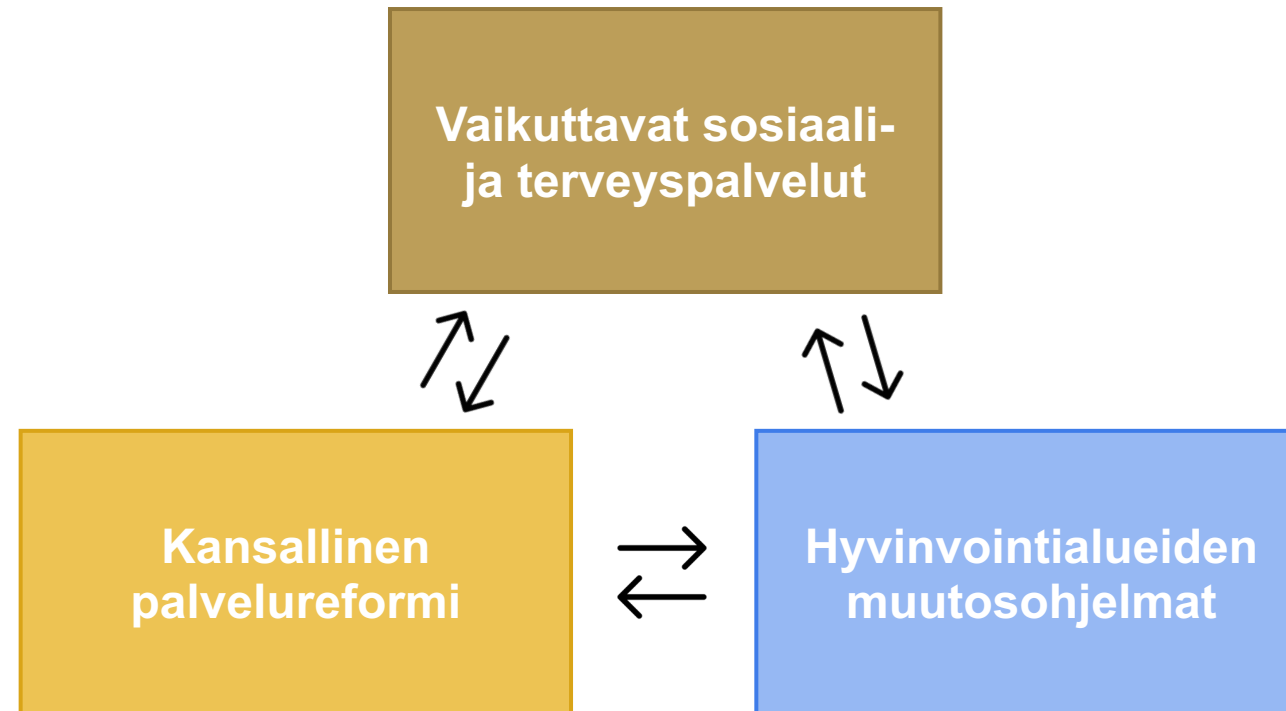 Vaikuttavat sosiaali-
ja terveyspalvelut
Kansallinen
palvelureformi
Hyvinvointialueiden
muutosohjelmat